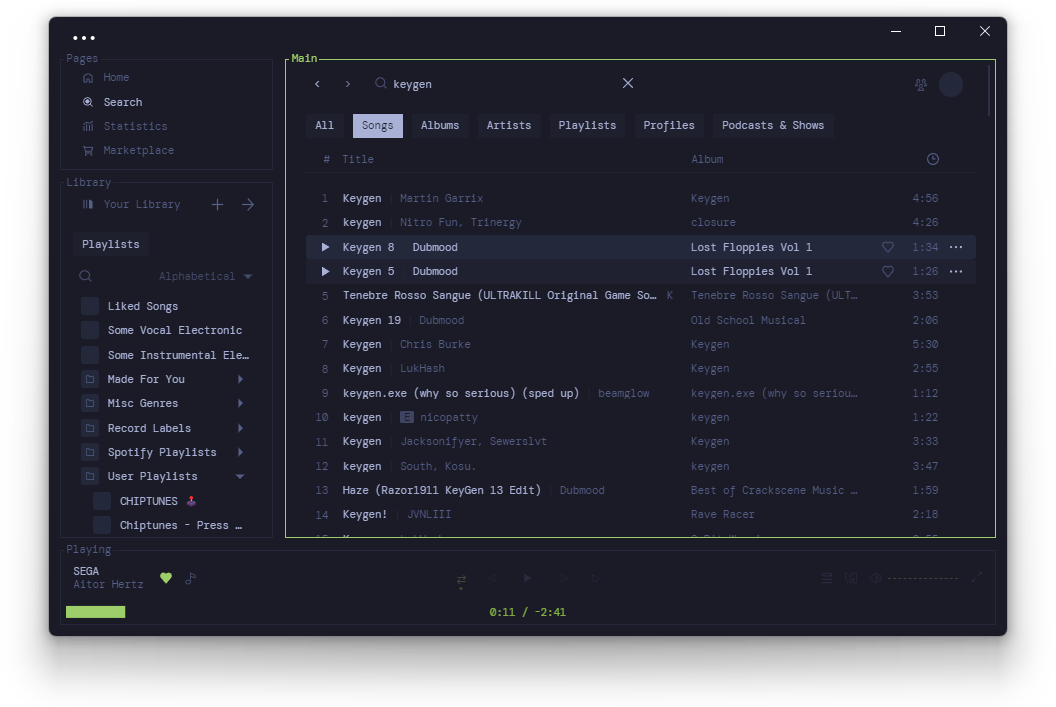 Pages
Home
Search
Statistics
Marketplace
Library
Your Library
Playlists
Alphabetical
Liked Songs
Some Vocal Electronic
Some Instrumental Ele…
Made For You
Misc Genres
Record Labels
Spotify Playlists
User Playlists
CHIPTUNES 🕹️
Chiptunes - Press …
Main
keygen
All Songs Albums Artists Playlists Profiles Podcasts & Shows
# Title Album
1 Keygen Martin Garrix Keygen 4:56
2 keygen Nitro Fun, Trinergy closure 4:26
Keygen 8 Dubmood Lost Floppies Vol 1 1:34
Keygen 5 Dubmood Lost Floppies Vol 1 1:26
5 Tenebre Rosso Sangue (ULTRAKILL Original Game So… K Tenebre Rosso Sangue (ULT… 3:53
6 Keygen 19 Dubmood Old School Musical 2:06
7 Keygen Chris Burke Keygen 5:30
8 Keygen LukHash Keygen 2:55
9 keygen.exe (why so serious) (sped up) beamglow keygen.exe (why so seriou… 1:12
10 keygen E nicopatty keygen 1:22
11 Keygen Jacksonifyer, Sewerslvt Keygen 3:33
12 keygen South, Kosu. keygen 3:47
13 Haze (Razor1911 KeyGen 13 Edit) Dubmood Best of Crackscene Music … 1:59
14 Keygen! JVNLIII Rave Racer 2:18
Playing
SEGA
Aitor Hertz
0:11 / -2:41